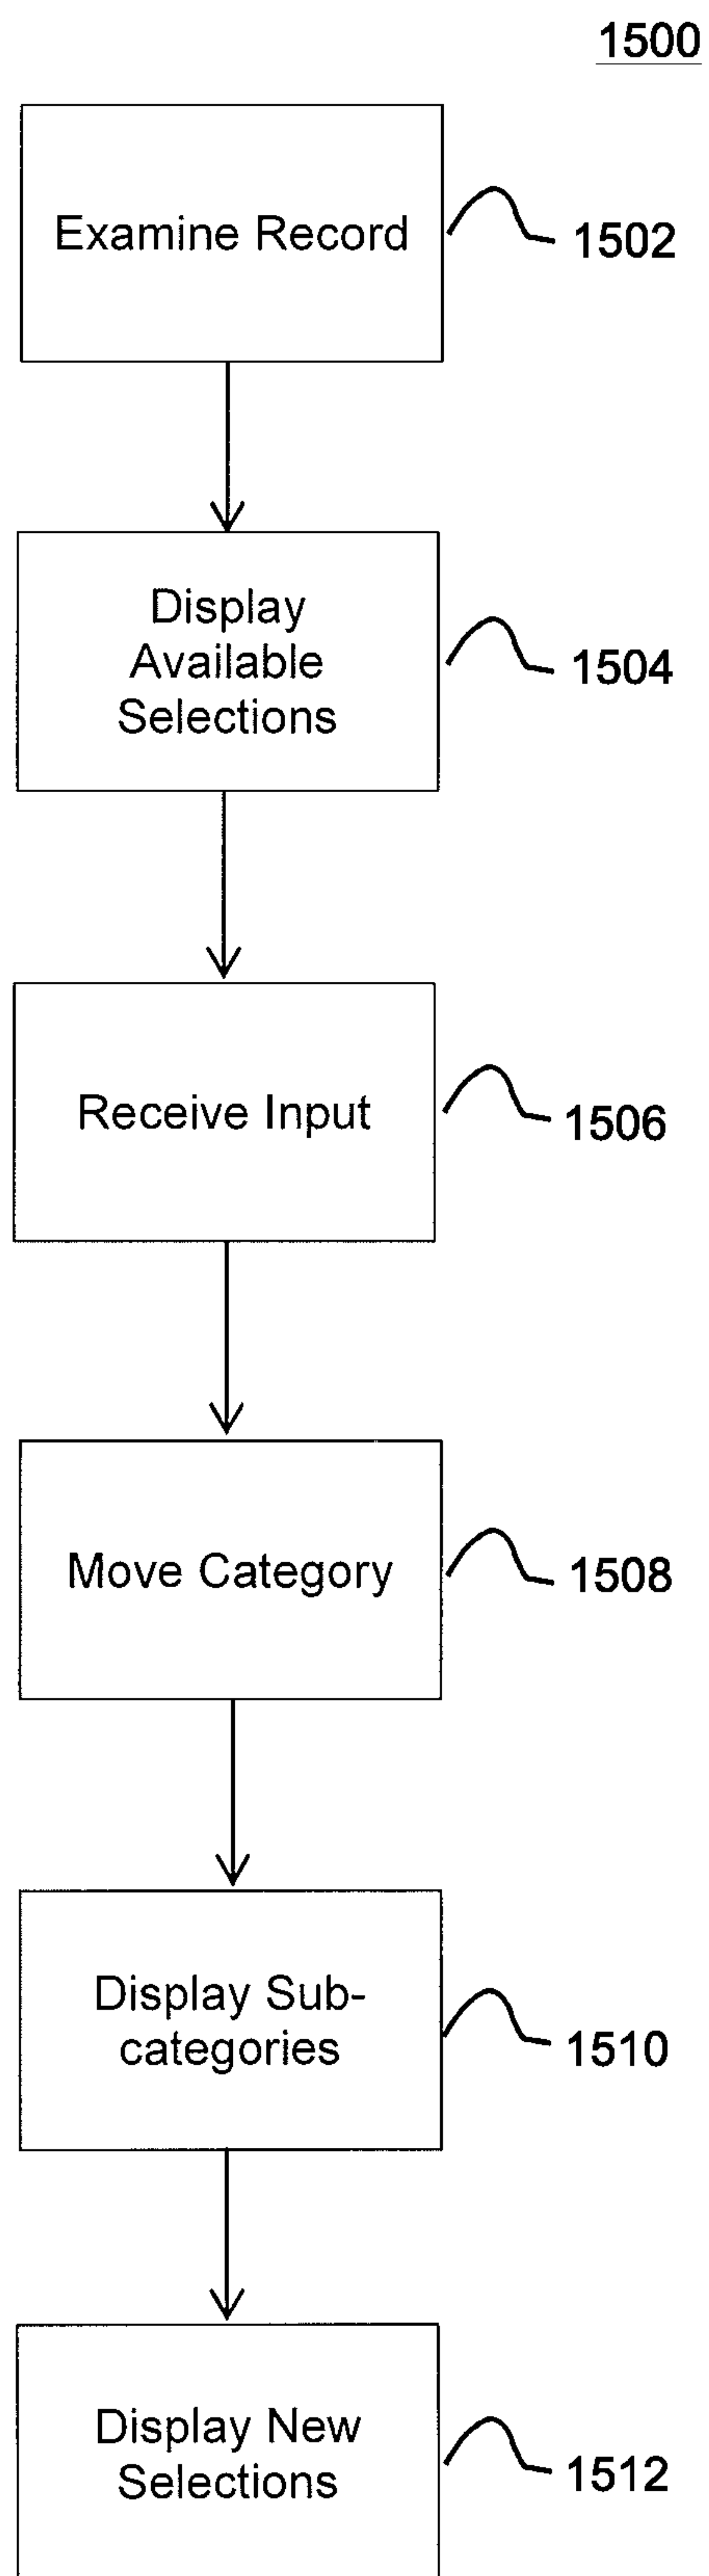 1500
Examine Record
1502
Display
Available
Selections
1504
Receive Input
1506
Move Category
1508
Display Sub-
categories
1510
Display New
Selections
1512